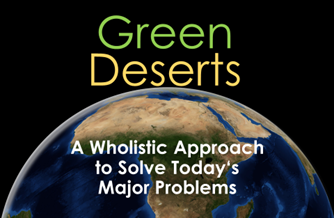 Green
Deserts
A Wholistic Approach
to Solve Today‘s
Major Problems